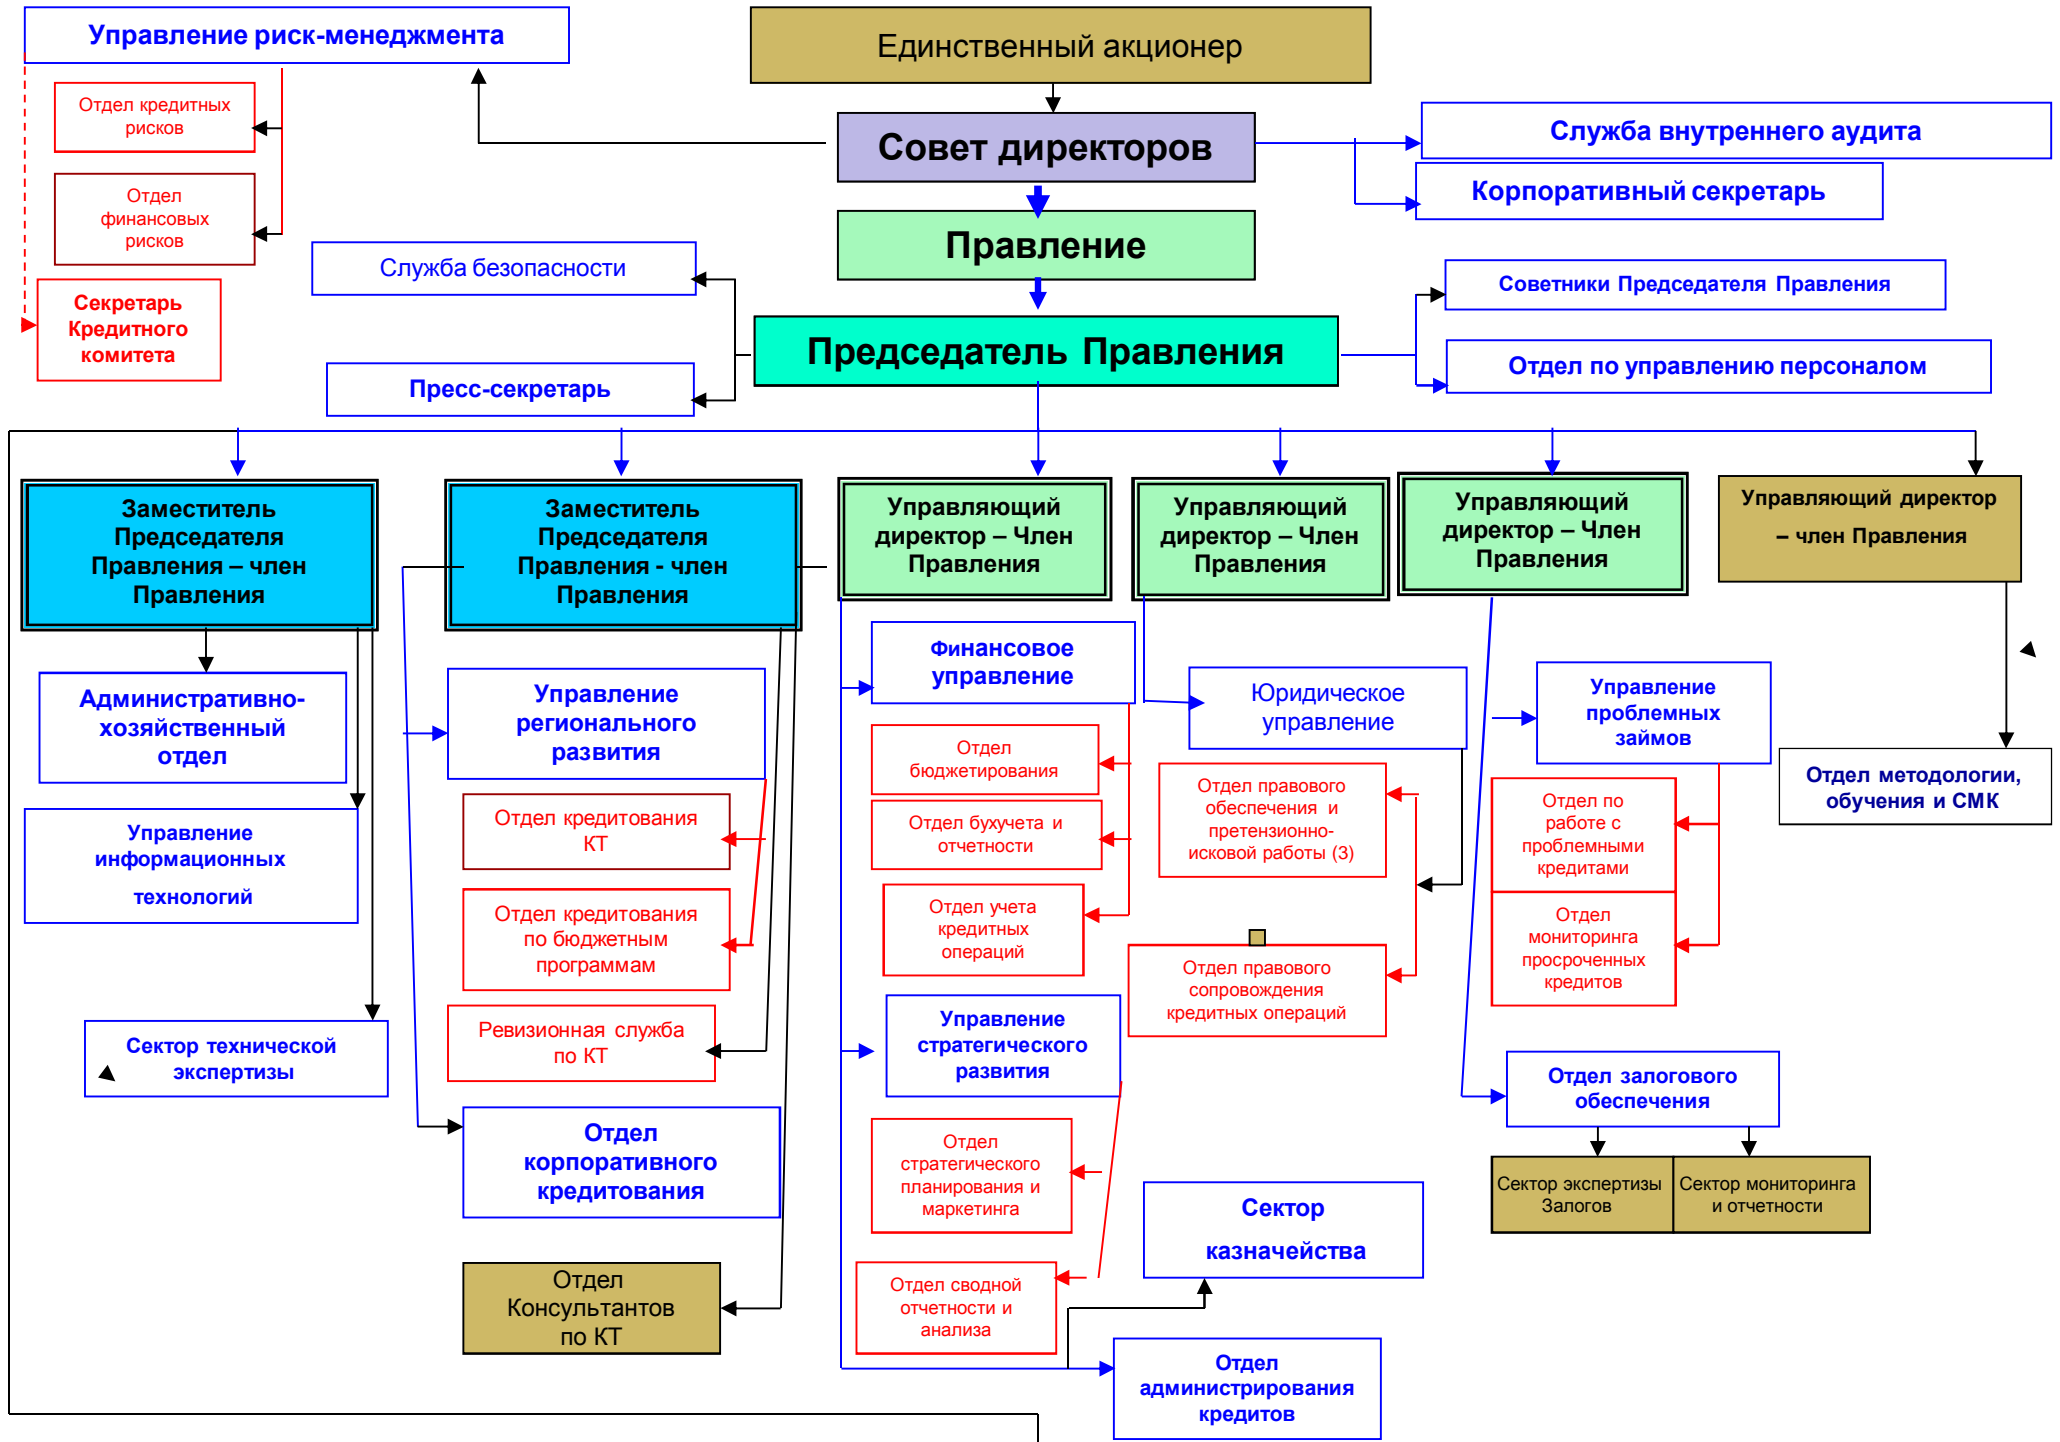 Управление риск-менеджмента
Единственный акционер
Отдел кредитных
рисков
Совет директоров
Служба внутреннего аудита
Корпоративный секретарь
Отдел
финансовых
рисков
Правление
Служба безопасности
Советники Председателя Правления
Секретарь
Кредитного
комитета
Председатель Правления
Отдел по управлению персоналом
Пресс-секретарь
Заместитель
Председателя
Правления – член
Правления
Заместитель
Председателя
Правления - член
Правления
Управляющий
директор – Член
Правления
Управляющий
директор – Член
Правления
Управляющий
директор – Член
Правления
Управляющий директор
– член Правления
Административно-
хозяйственный
отдел
Управление
информационных
технологий
Сектор технической
экспертизы
Управление
регионального
развития
Отдел кредитования
КТ
Отдел кредитования
по бюджетным
программам
Ревизионная служба
по КТ
Отдел
корпоративного
кредитования
Отдел
Консультантов
по КТ
Финансовое
управление
Отдел
бюджетирования
Отдел бухучета и
отчетности
Отдел учета
кредитных
операций
Управление
стратегического
развития
Отдел
стратегического
планирования и
маркетинга
Отдел сводной
отчетности и
анализа
Юридическое
управление
Отдел правового
обеспечения и
претензионно-
исковой работы (3)
Отдел правового
сопровождения
кредитных операций
Сектор
казначейства
Отдел
администрирования
кредитов
Управление
проблемных
займов
Отдел по
работе с
проблемными
кредитами
Отдел
мониторинга
просроченных
кредитов
Отдел залогового
обеспечения
Сектор экспертизы
Залогов
Сектор мониторинга
и отчетности
Отдел методологии,
обучения и СМК